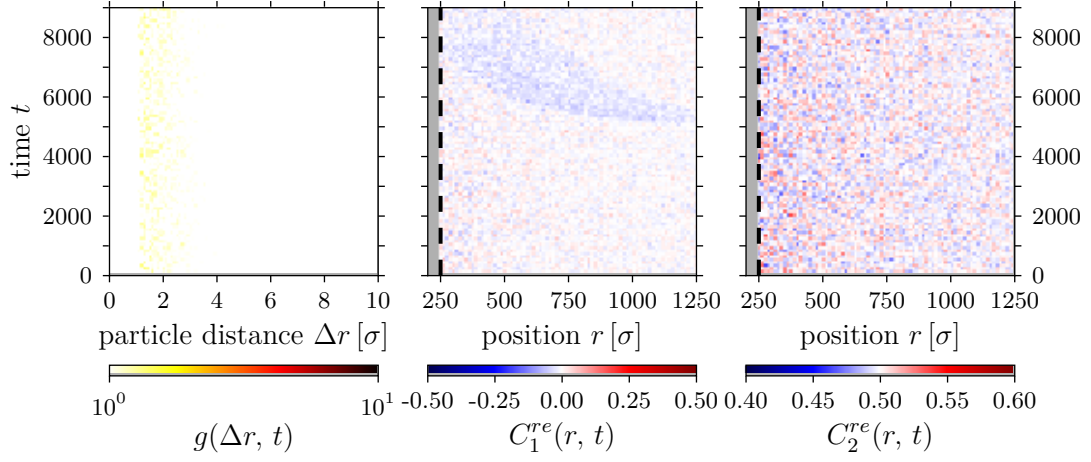 8000
6000
4000
2000
0
time t
0 2 4 6 8 10
250 500 750 1000 1250
250 500 750 1000 1250
8000
6000
4000
2000
0
particle distance Δr [σ]
position r [σ]
position r [σ]
10^0 10^1
-0.50 -0.25 0.00 0.25 0.50
0.40 0.45 0.50 0.55 0.60
g(Δr, t)
C_1^{re}(r, t)
C_2^{re}(r, t)